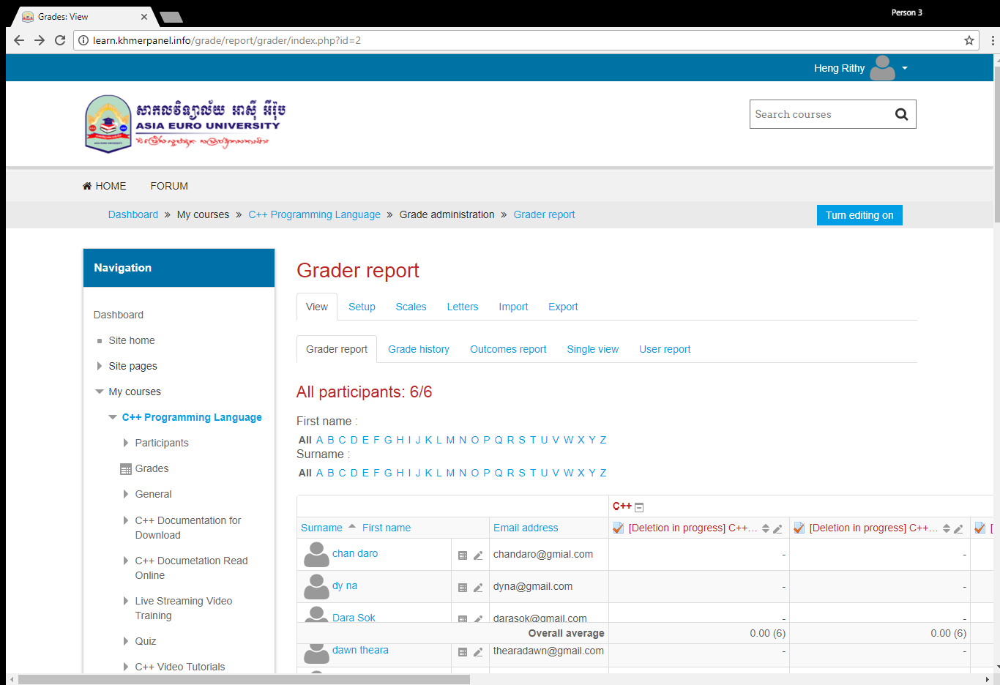 Grades: View
Person 3
learn.khmerpanel.info/grade/report/grader/index.php?id=2
Heng Rithy
សាកលវិទ្យាល័យ អាស៊ី អឺរ៉ុប
ASIA EURO UNIVERSITY
Search courses
HOME FORUM
Dashboard » My courses » C++ Programming Language » Grade administration » Grader report
Turn editing on
Navigation
Dashboard
Site home
Site pages
My courses
C++ Programming Language
Participants
Grades
General
C++ Documentation for
Download
C++ Documetation Read
Online
Live Streaming Video
Training
Quiz
C++ Video Tutorials
Grader report
View Setup Scales Letters Import Export
Grader report Grade history Outcomes report Single view User report
All participants: 6/6
First name :
All A B C D E F G H I J K L M N O P Q R S T U V W X Y Z
Surname :
All A B C D E F G H I J K L M N O P Q R S T U V W X Y Z
C++
Surname First name Email address [Deletion in progress] C++... [Deletion in progress] C++... [
chan daro chandaro@gmial.com - -
dy na dyna@gmail.com - -
Dara Sok darasok@gmail.com - -
Overall average 0.00 (6) 0.00 (6)
dawn theara thearadawn@gmail.com - -